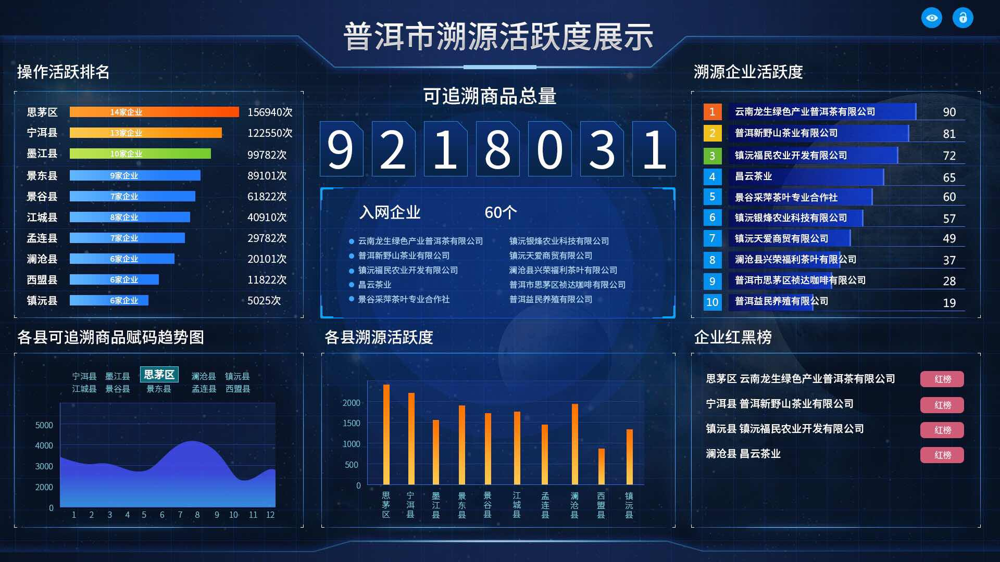 普洱市溯源活跃度展示
操作活跃排名
思茅区 14家企业 156940次
宁洱县 13家企业 122550次
墨江县 10家企业 99782次
景东县 9家企业 89101次
景谷县 7家企业 61822次
江城县 8家企业 40910次
孟连县 7家企业 29782次
澜沧县 6家企业 20101次
西盟县 6家企业 11822次
镇沅县 6家企业 5025次
可追溯商品总量
9 2 1 8 0 3 1
入网企业 60个
云南龙生绿色产业普洱茶有限公司 镇沅银烽农业科技有限公司
普洱新野山茶业有限公司 镇沅天爱商贸有限公司
镇沅福民农业开发有限公司 澜沧县兴荣福利茶叶有限公司
昌云茶业 普洱市思茅区祯达咖啡有限公司
景谷采萍茶叶专业合作社 普洱益民养殖有限公司
溯源企业活跃度
1 云南龙生绿色产业普洱茶有限公司 90
2 普洱新野山茶业有限公司 81
3 镇沅福民农业开发有限公司 72
4 昌云茶业 65
5 景谷采萍茶叶专业合作社 60
6 镇沅银烽农业科技有限公司 57
7 镇沅天爱商贸有限公司 49
8 澜沧县兴荣福利茶叶有限公司 37
9 普洱市思茅区祯达咖啡有限公司 28
10 普洱益民养殖有限公司 19
各县可追溯商品赋码趋势图
宁洱县 墨江县 思茅区 澜沧县 镇沅县
江城县 景谷县 景东县 孟连县 西盟县
5000
4000
3000
2000
0
1 2 3 4 5 6 7 8 9 10 11 12
各县溯源活跃度
2000
1500
1000
500
0
思茅区 宁洱县 墨江县 景东县 景谷县 江城县 孟连县 澜沧县 西盟县 镇沅县
企业红黑榜
思茅区 云南龙生绿色产业普洱茶有限公司 红榜
宁洱县 普洱新野山茶业有限公司 红榜
镇沅县 镇沅福民农业开发有限公司 红榜
澜沧县 昌云茶业 红榜